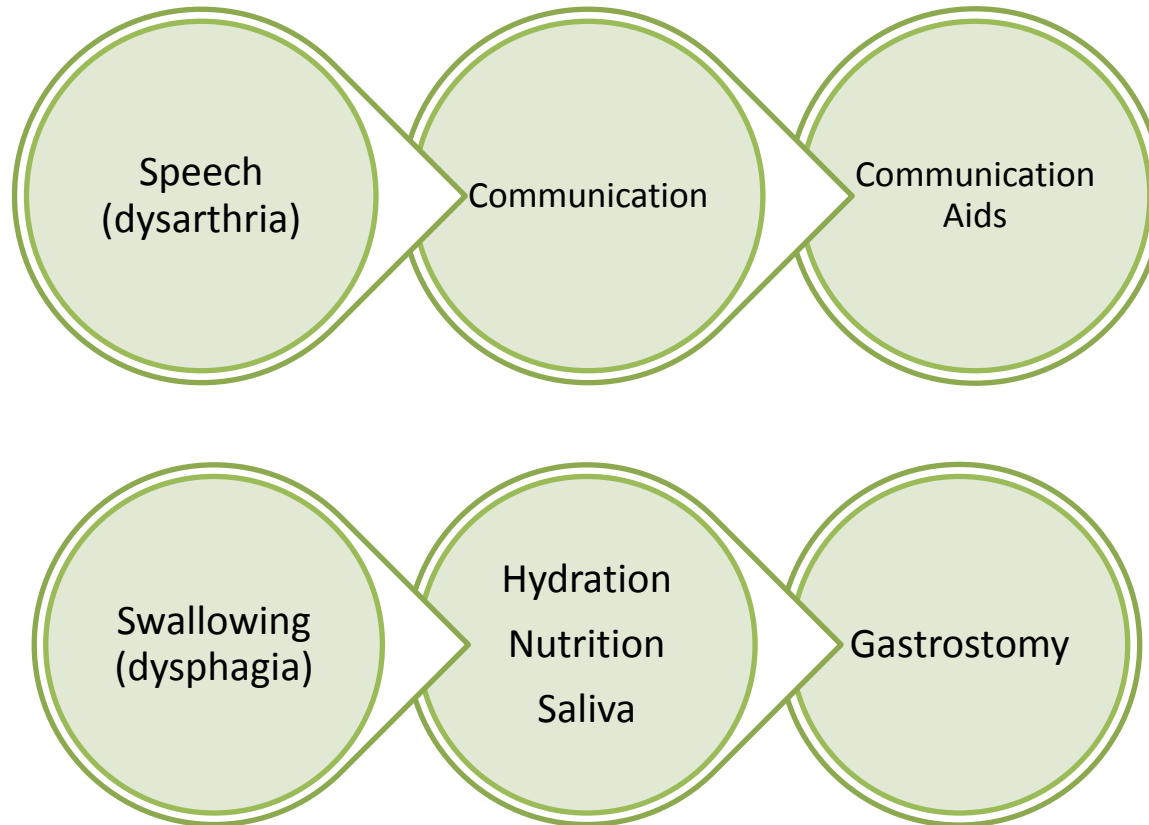 Speech
(dysarthria)
Communication
Communication
Aids
Swallowing
(dysphagia)
Hydration
Nutrition
Saliva
Gastrostomy